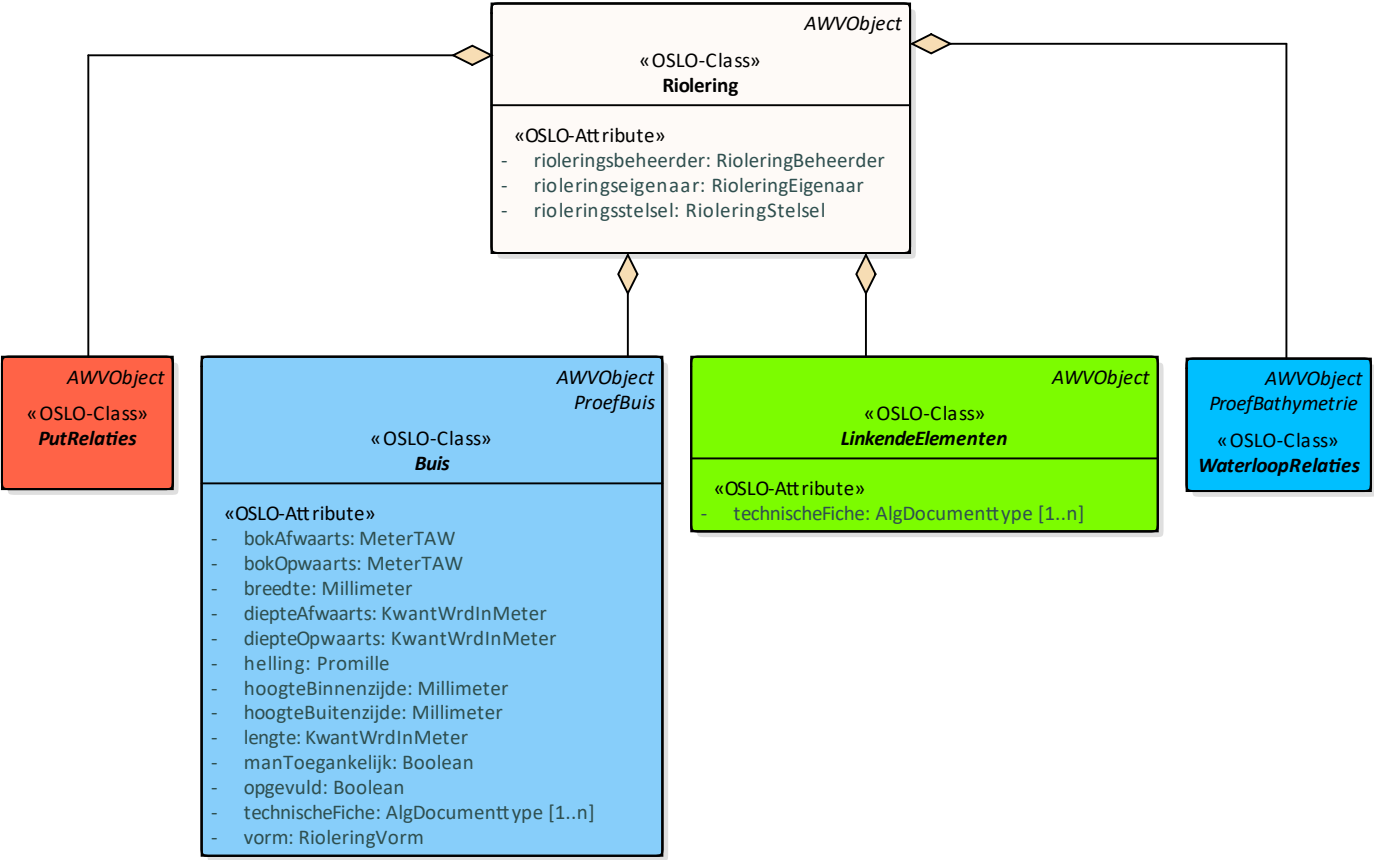 AWVObject
«OSLO-Class»
Riolering
«OSLO-Attribute»
- rioleringsbeheerder: RioleringBeheerder
- rioleringseigenaar: RioleringEigenaar
- rioleringsstelsel: RioleringStelsel
AWVObject
«OSLO-Class»
PutRelaties
AWVObject
ProefBuis
«OSLO-Class»
Buis
«OSLO-Attribute»
- bokAfwaarts: MeterTAW
- bokOpwaarts: MeterTAW
- breedte: Millimeter
- diepteAfwaarts: KwantWrdInMeter
- diepteOpwaarts: KwantWrdInMeter
- helling: Promille
- hoogteBinnenzijde: Millimeter
- hoogteBuitenzijde: Millimeter
- lengte: KwantWrdInMeter
- manToegankelijk: Boolean
- opgevuld: Boolean
- technischeFiche: AlgDocumenttype [1..n]
- vorm: RioleringVorm
AWVObject
«OSLO-Class»
LinkendeElementen
«OSLO-Attribute»
- technischeFiche: AlgDocumenttype [1..n]
AWVObject
ProefBathymetrie
«OSLO-Class»
WaterloopRelaties